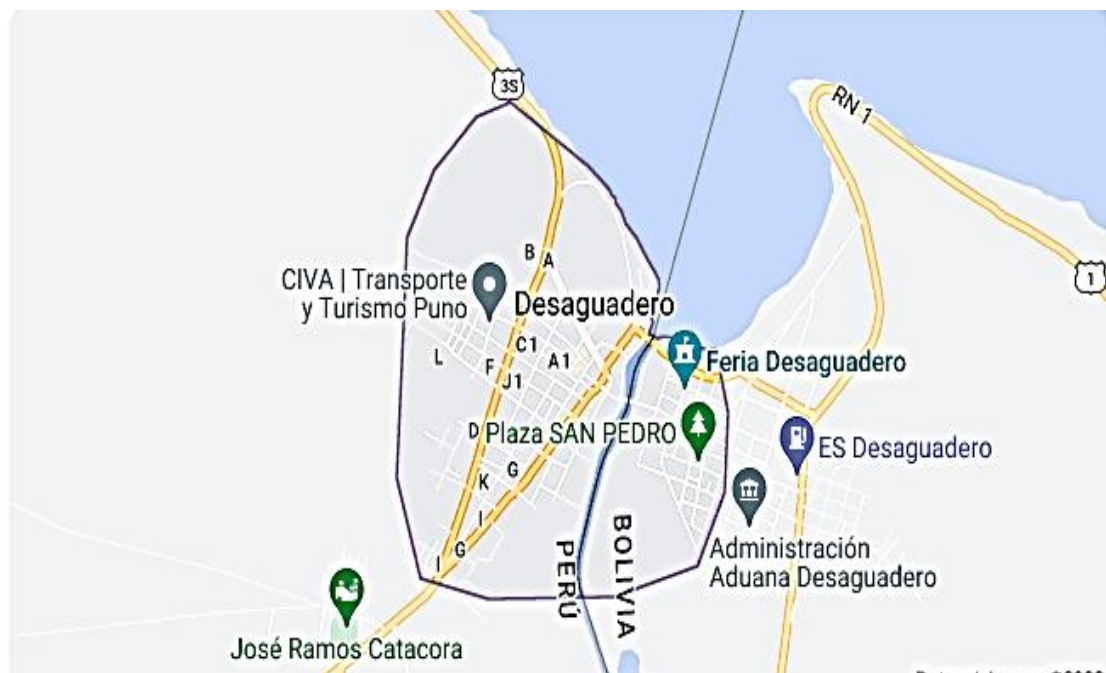 3S
RN 1
1
B
A
CIVA | Transporte
y Turismo Puno
Desaguadero
C1
A1
L
F
J1
Feria Desaguadero
D
Plaza SAN PEDRO
ES Desaguadero
G
K
I
G
I
PERÚ
BOLIVIA
Administración
Aduana Desaguadero
José Ramos Catacora